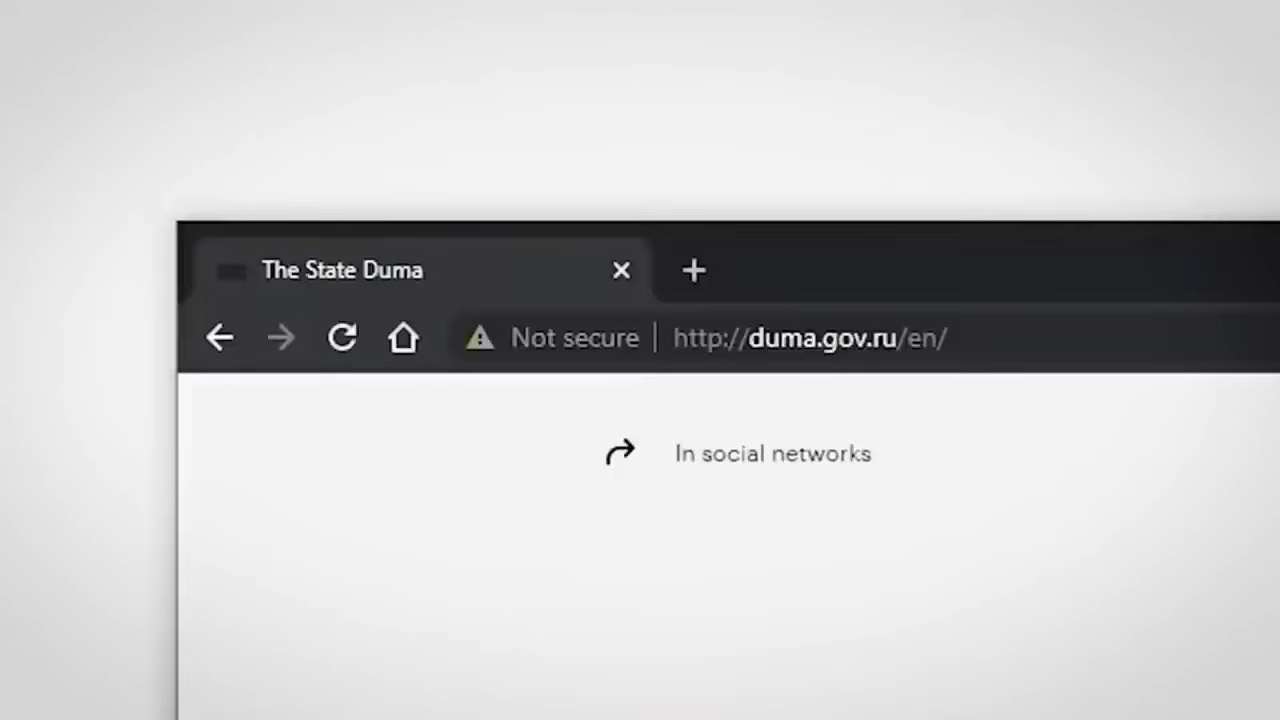 The State Duma
Not secure | http://duma.gov.ru/en/
In social networks